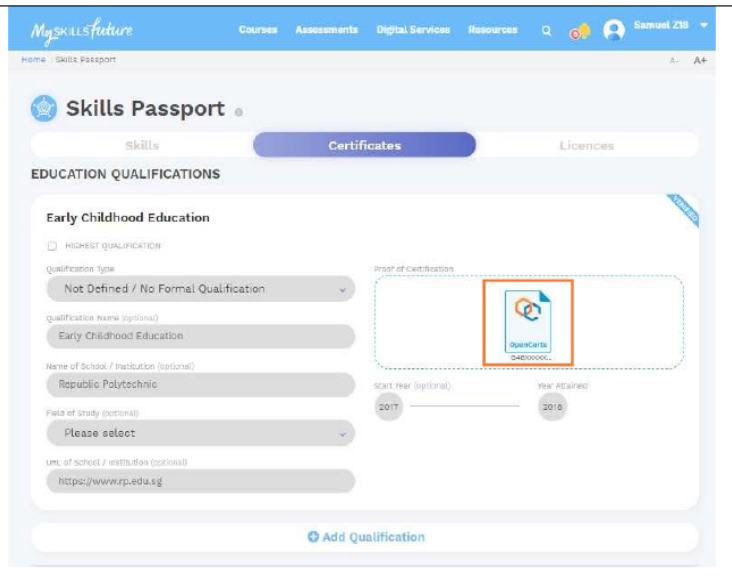 MySKILLSfuture
Courses Assessments Digital Services Resources Samuel Z18
Home Skills Passport A- A+
Skills Passport
Skills Certificates Licences
EDUCATION QUALIFICATIONS
VERIFIED
Early Childhood Education
HIGHEST QUALIFICATION
Qualification Type
Not Defined / No Formal Qualification
Qualification Name (optional)
Early Childhood Education
Name of School / Institution (optional)
Republic Polytechnic
Field of Study (optional)
Please select
URL of School / Institution (optional)
https://www.rp.edu.sg
Proof of Certification
OpenCerts
Start Year (optional) Year Attained
2017 2018
Add Qualification